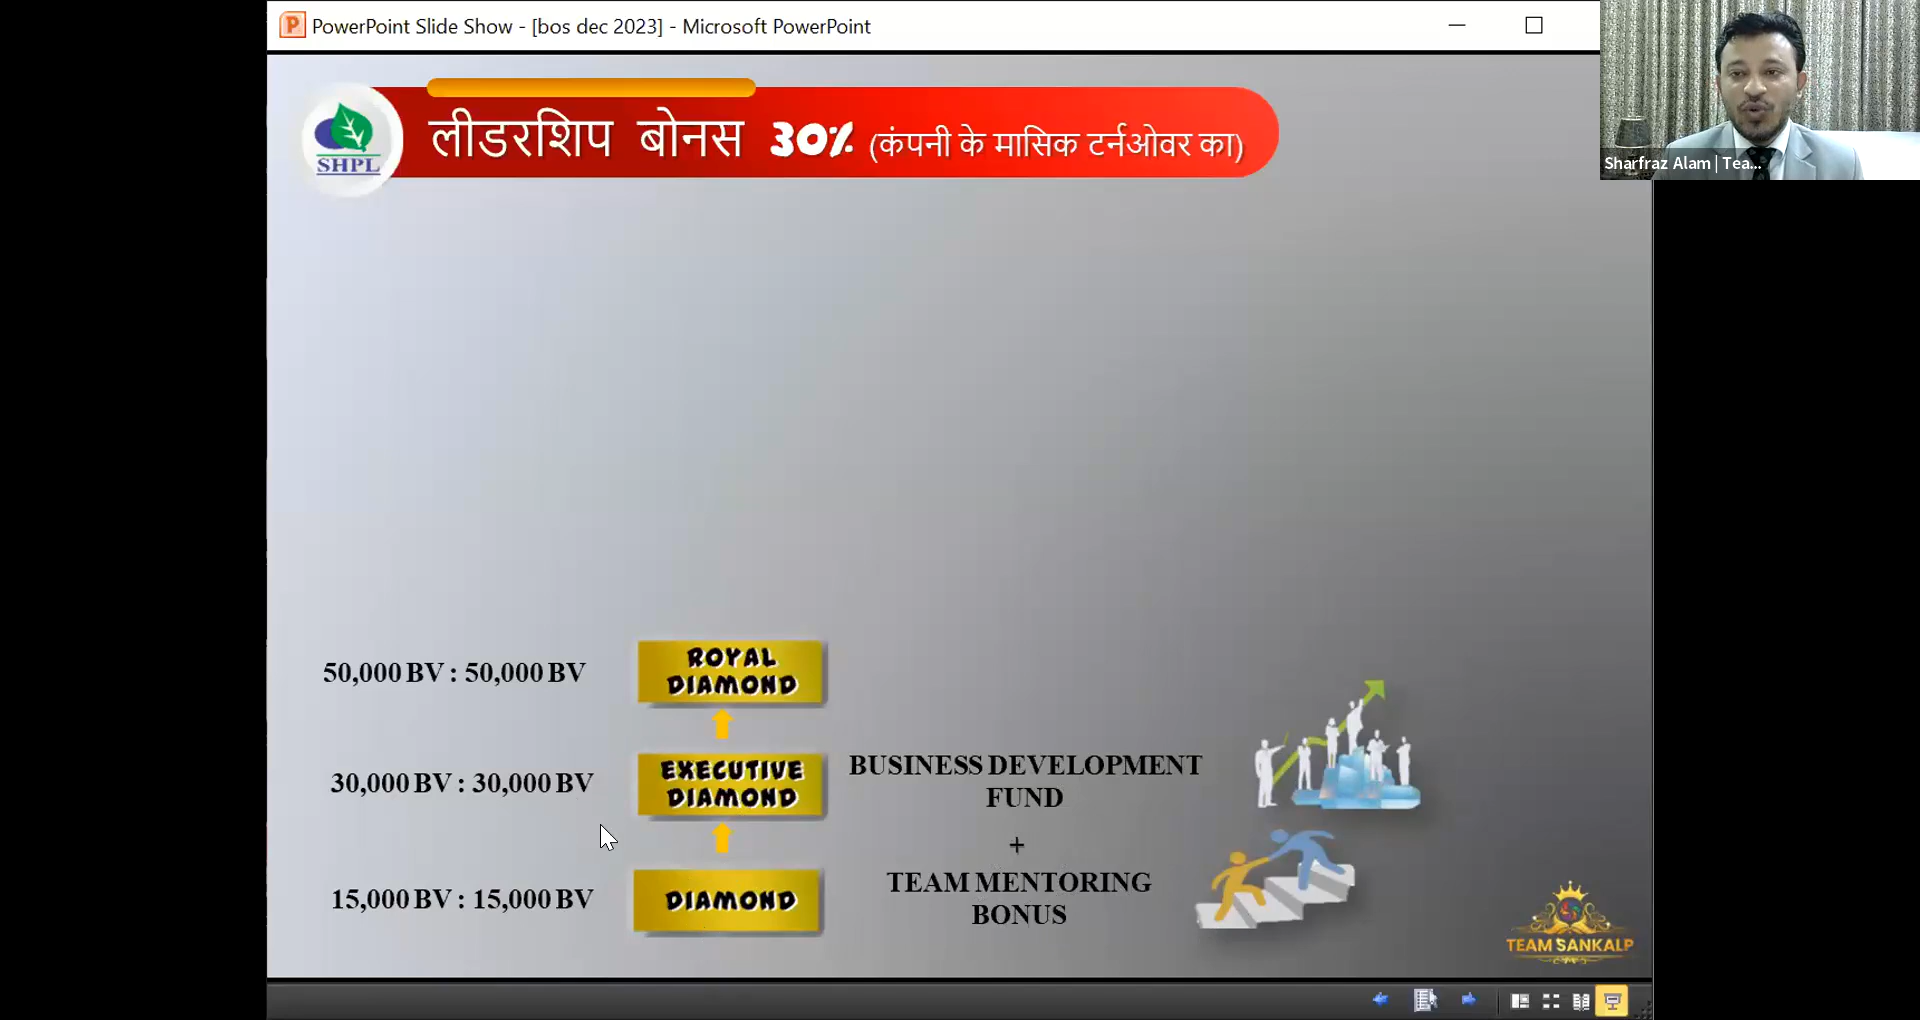 PowerPoint Slide Show - [bos dec 2023] - Microsoft PowerPoint
Sharfraz Alam | Tea...
SHPL
लीडरशिप बोनस 30% (कंपनी के मासिक टर्नओवर का)
50,000 BV : 50,000 BV
ROYAL
DIAMOND
30,000 BV : 30,000 BV
EXECUTIVE
DIAMOND
BUSINESS DEVELOPMENT
FUND
+
15,000 BV : 15,000 BV
DIAMOND
TEAM MENTORING
BONUS
TEAM SANKALP